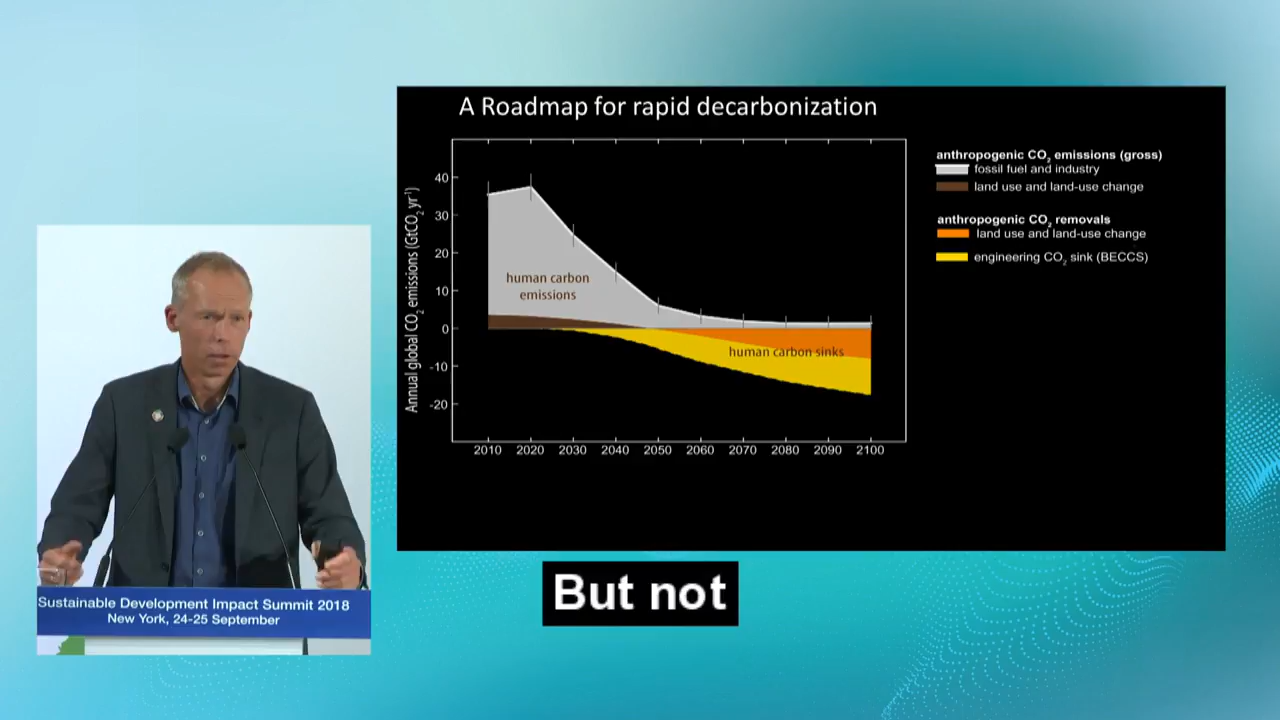 A Roadmap for rapid decarbonization
Annual global CO₂ emissions (GtCO₂ yr⁻¹)
40
30
20
10
0
-10
-20
human carbon
emissions
human carbon sinks
2010 2020 2030 2040 2050 2060 2070 2080 2090 2100
anthropogenic CO₂ emissions (gross)
fossil fuel and industry
land use and land-use change
anthropogenic CO₂ removals
land use and land-use change
engineering CO₂ sink (BECCS)
Sustainable Development Impact Summit 2018
New York, 24-25 September
But not